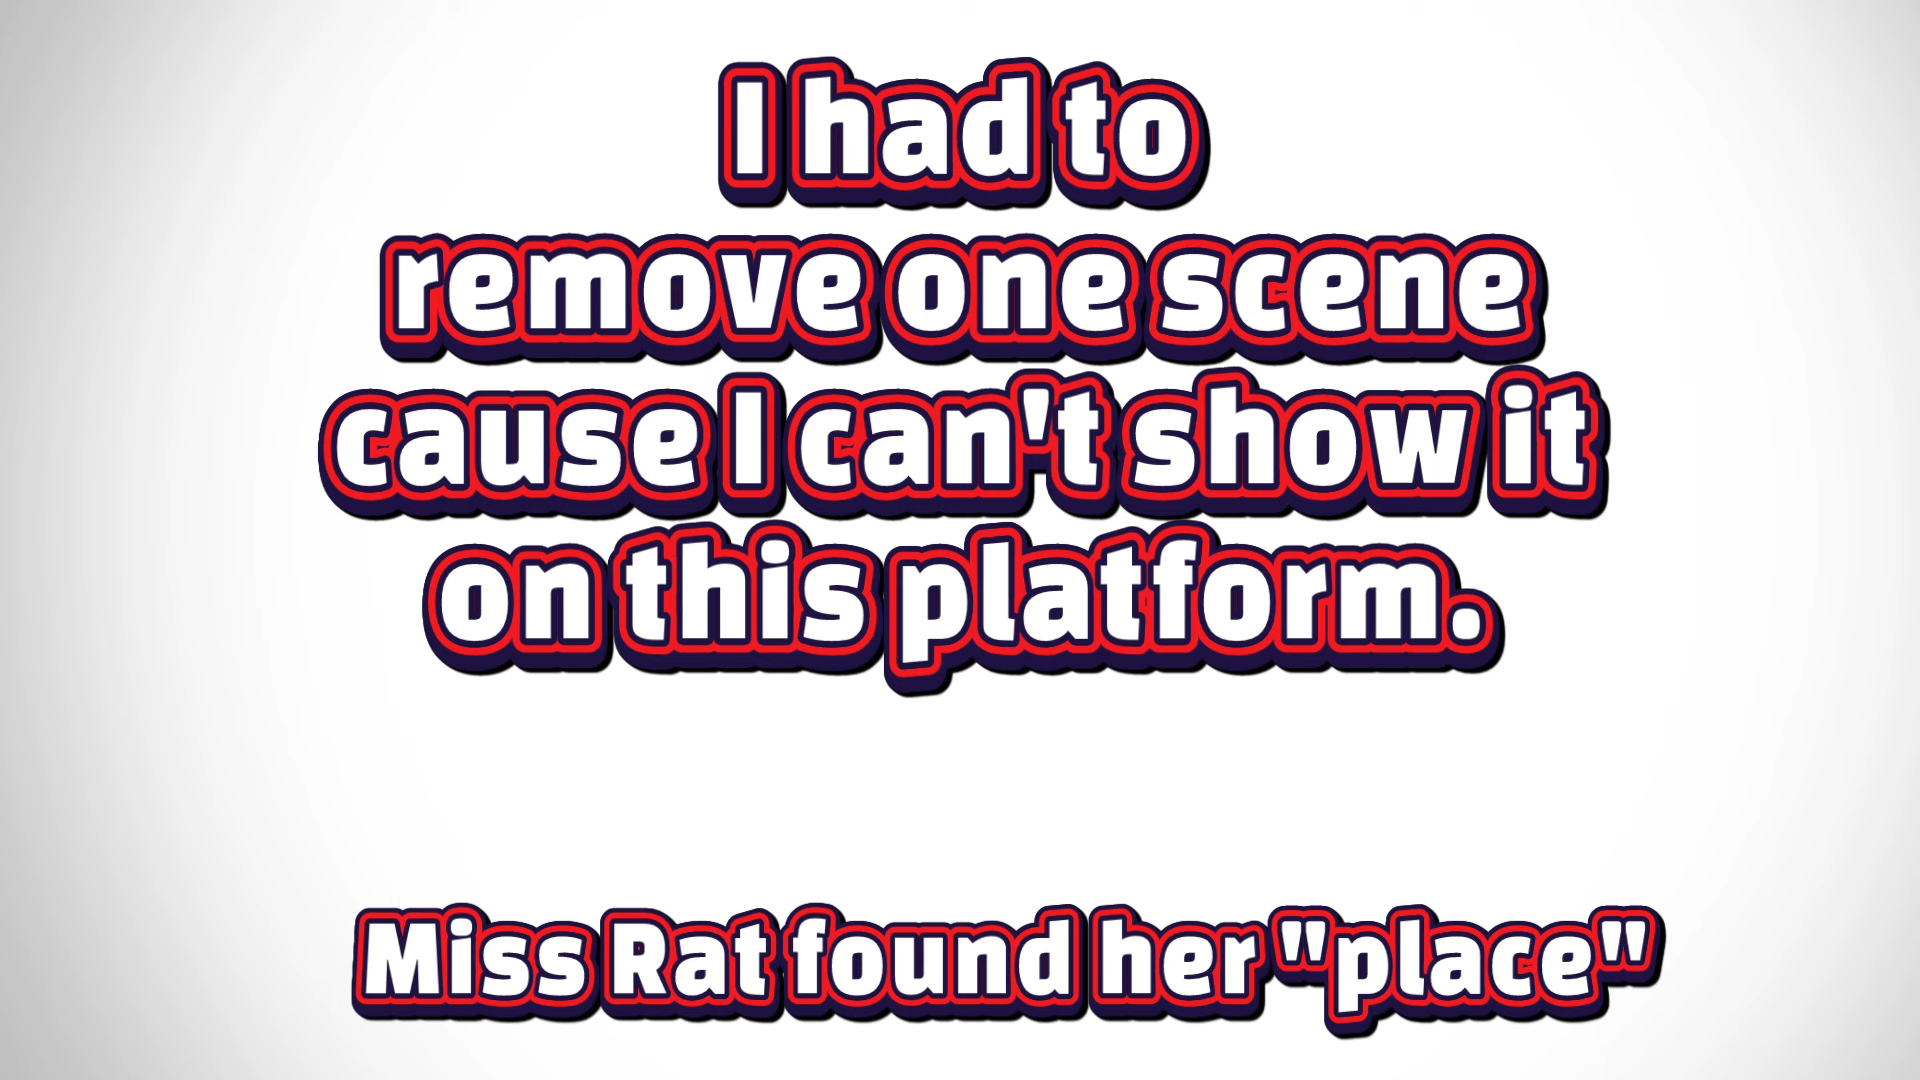 I had to
remove one scene
cause I can't show it
on this platform.
Miss Rat found her "place"